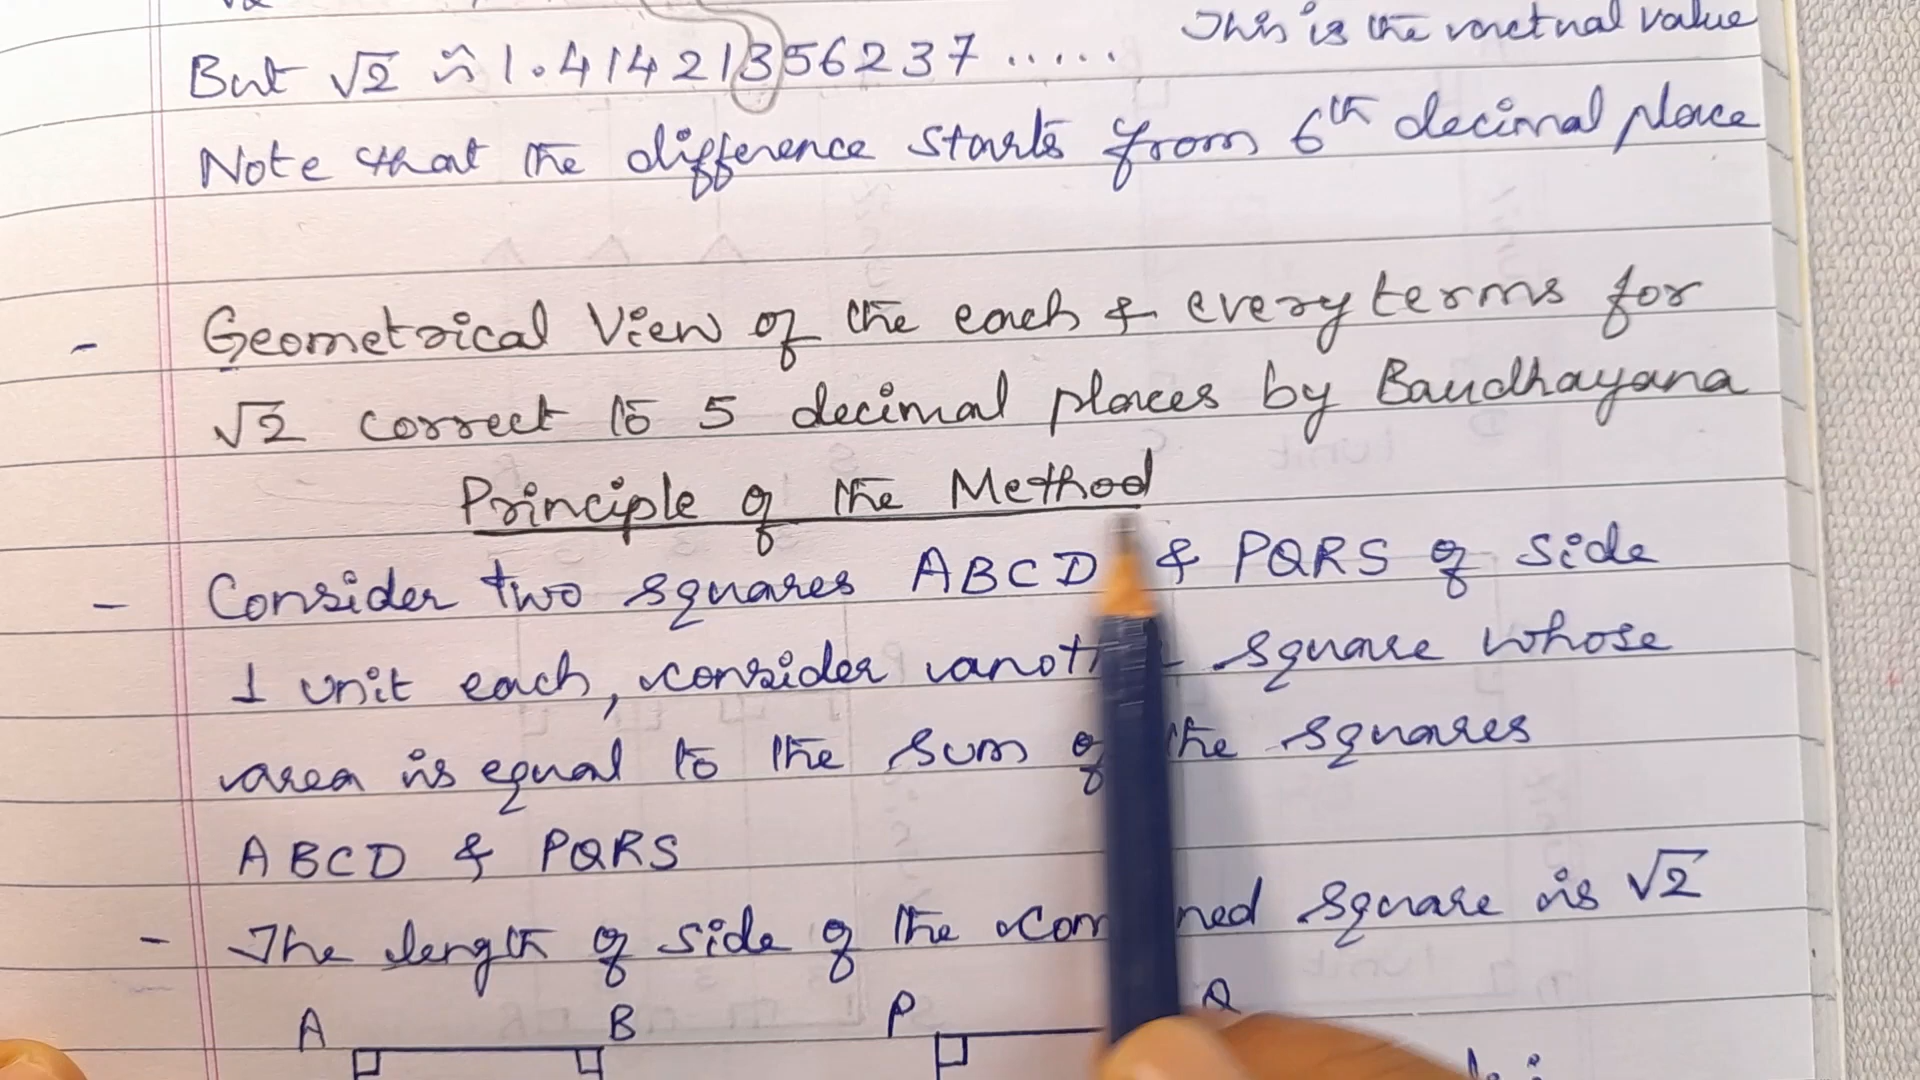 But √2 ≈ 1.41421356237..... This is the actual value
Note that the difference starts from 6th decimal place
- Geometrical View of the each & every terms for
√2 correct to 5 decimal places by Baudhayana
Principle of the Method
- Consider two squares ABCD & PQRS of side
1 unit each, consider square whose
area is equal to the sum of the squares
ABCD & PQRS
- The length of side of the square is √2
A B P Q